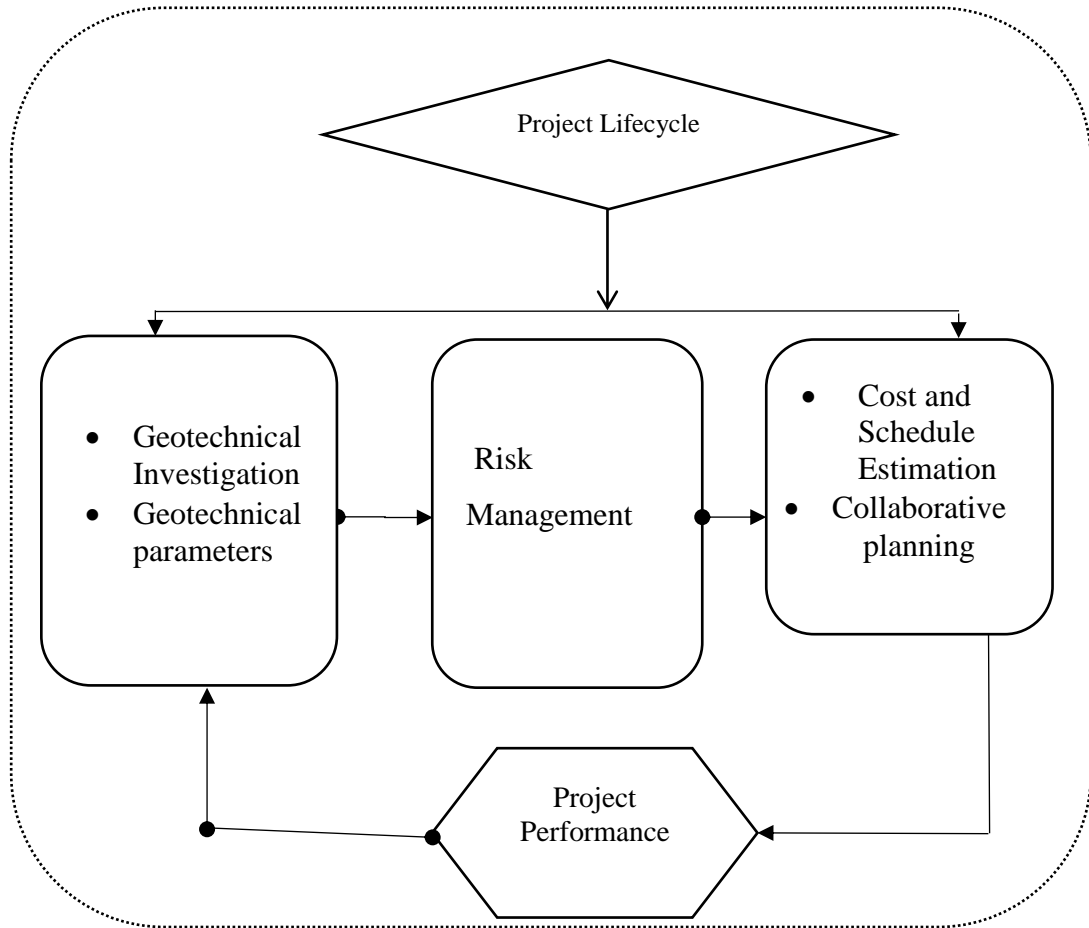 Project Lifecycle
• Geotechnical
Investigation
• Geotechnical
parameters
Risk
Management
• Cost and
Schedule
Estimation
• Collaborative
planning
Project
Performance